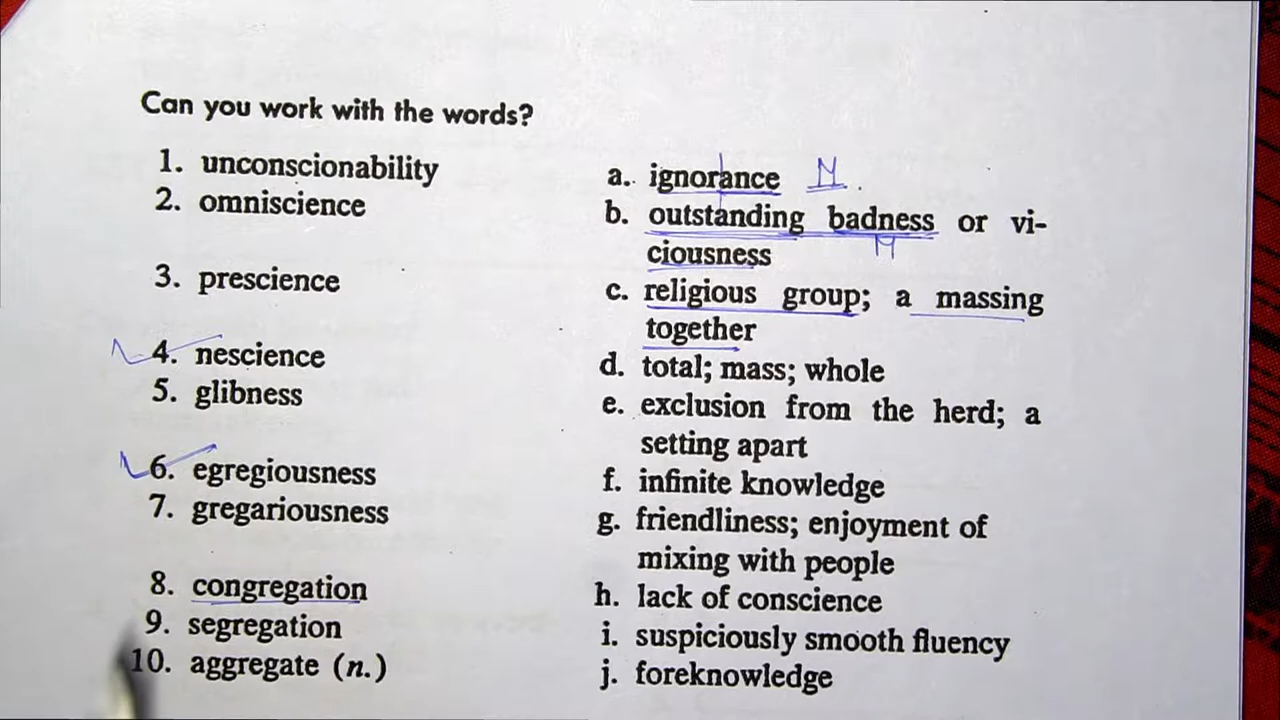 Can you work with the words?
1. unconscionability
2. omniscience
3. prescience
4. nescience
5. glibness
6. egregiousness
7. gregariousness
8. congregation
9. segregation
10. aggregate (n.)
a. ignorance N.
b. outstanding badness or vi-
ciousness
c. religious group; a massing
together
d. total; mass; whole
e. exclusion from the herd; a
setting apart
f. infinite knowledge
g. friendliness; enjoyment of
mixing with people
h. lack of conscience
i. suspiciously smooth fluency
j. foreknowledge